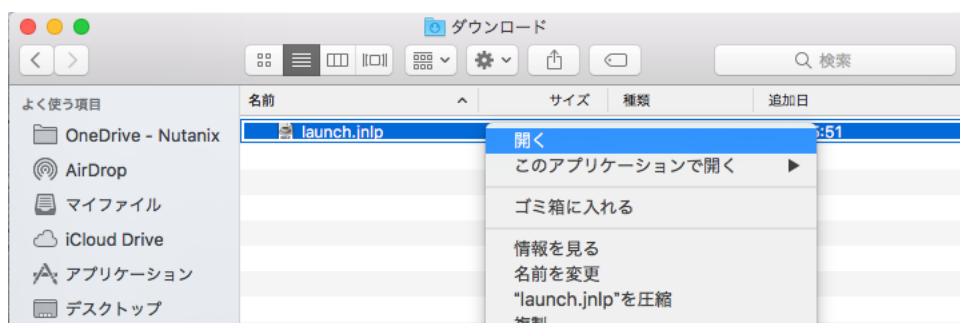 ダウンロード
検索
よく使う項目
名前 サイズ 種類 追加日
OneDrive - Nutanix
launch.jnlp :51
開く
AirDrop
このアプリケーションで開く
マイファイル
ゴミ箱に入れる
iCloud Drive
情報を見る
アプリケーション
名前を変更
デスクトップ
"launch.jnlp"を圧縮
複製